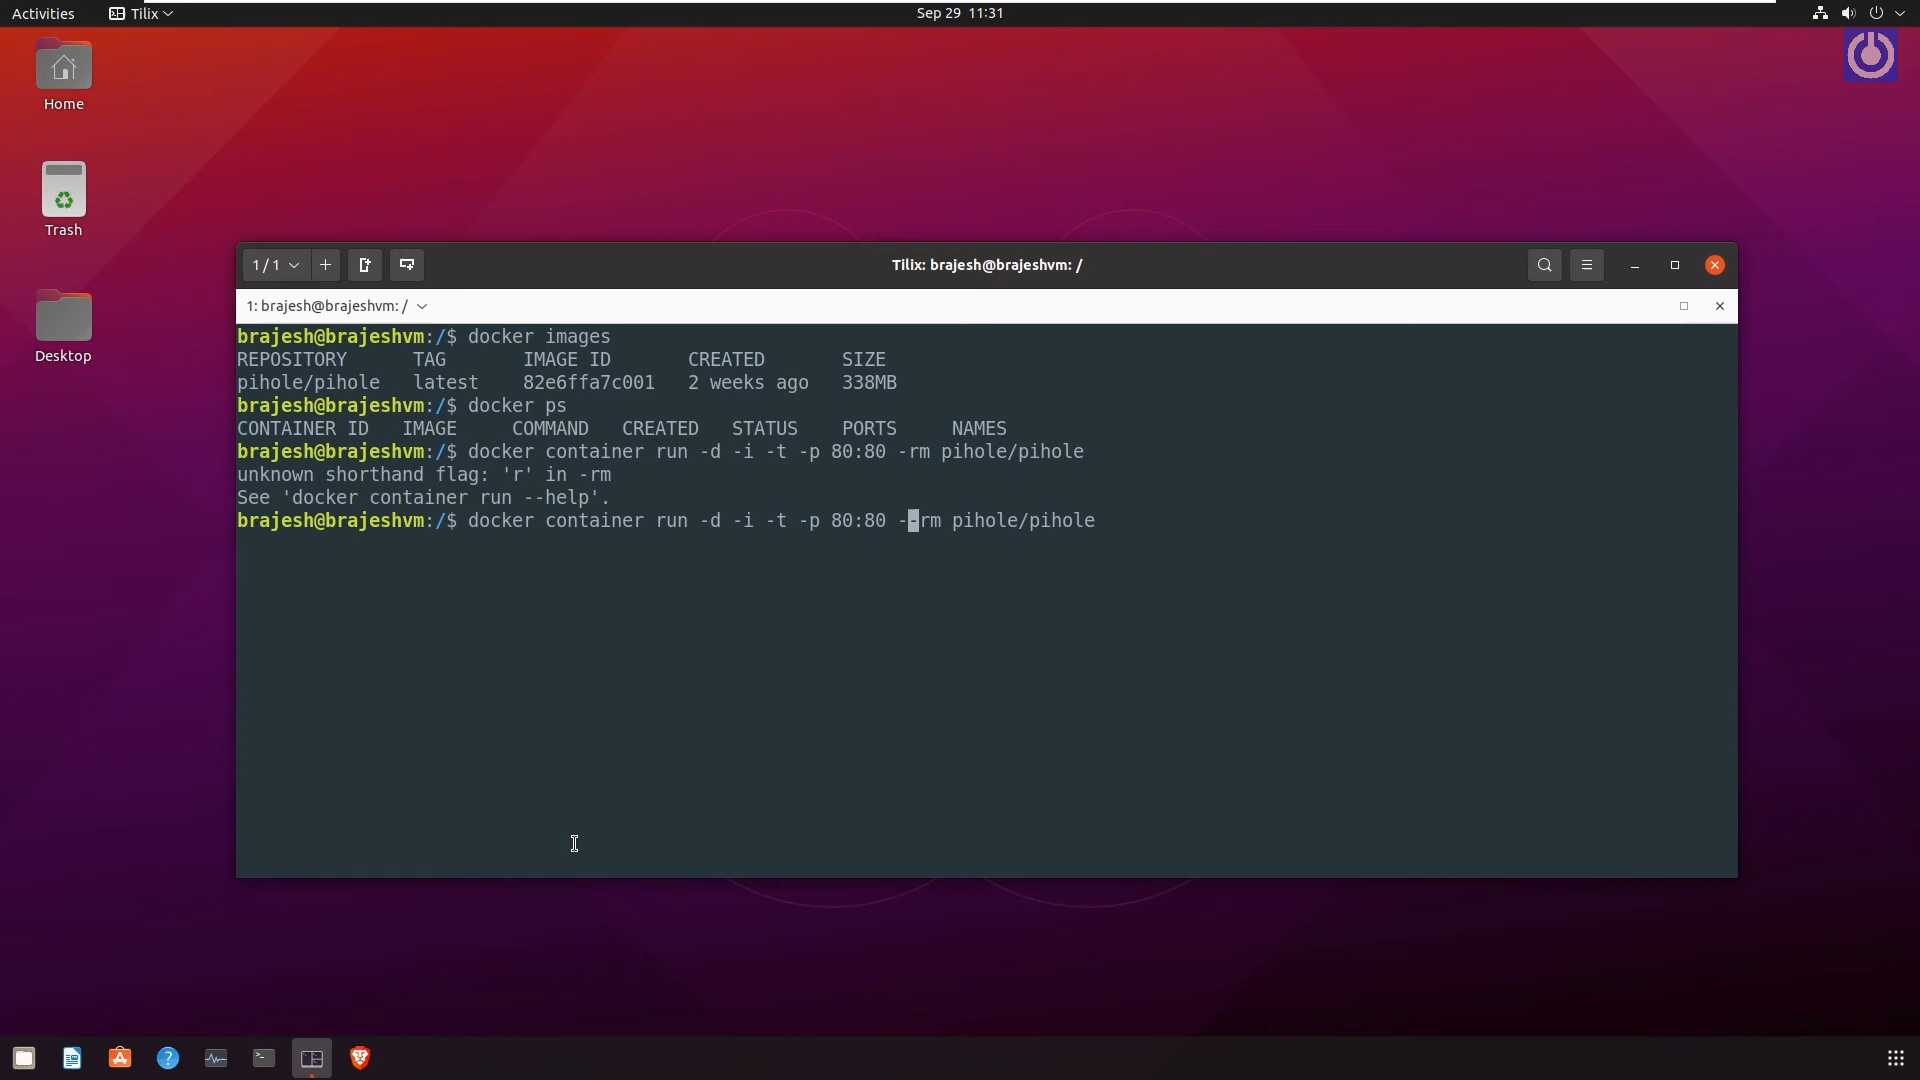 Activities Tilix Sep 29 11:31
Home
Trash
Desktop
1/1 Tilix: brajesh@brajeshvm: /
1: brajesh@brajeshvm: /
brajesh@brajeshvm:/$ docker images
REPOSITORY TAG IMAGE ID CREATED SIZE
pihole/pihole latest 82e6ffa7c001 2 weeks ago 338MB
brajesh@brajeshvm:/$ docker ps
CONTAINER ID IMAGE COMMAND CREATED STATUS PORTS NAMES
brajesh@brajeshvm:/$ docker container run -d -i -t -p 80:80 -rm pihole/pihole
unknown shorthand flag: 'r' in -rm
See 'docker container run --help'.
brajesh@brajeshvm:/$ docker container run -d -i -t -p 80:80 --rm pihole/pihole